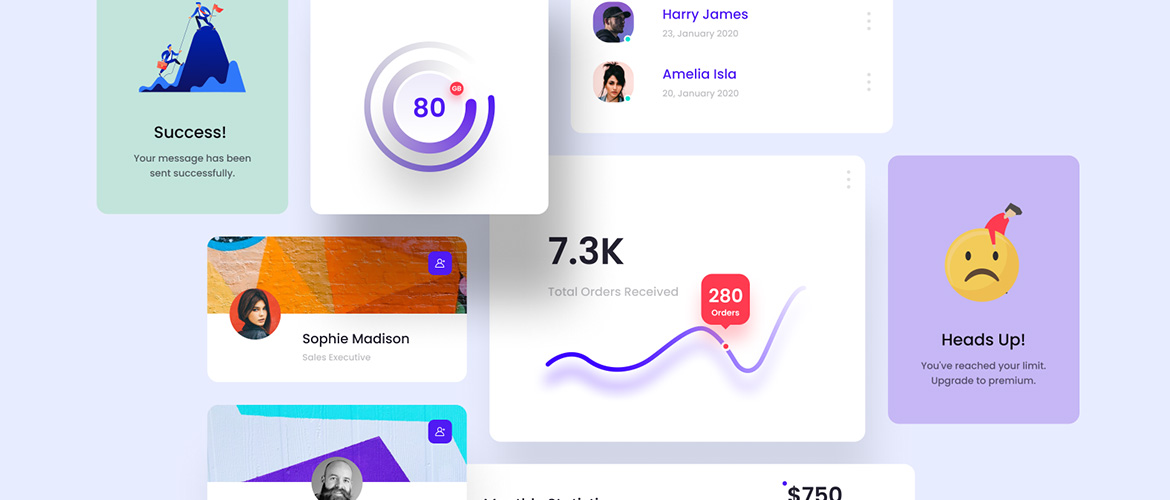 Success!
Your message has been
sent successfully.
80
GB
Harry James
23, January 2020
Amelia Isla
20, January 2020
Sophie Madison
Sales Executive
7.3K
Total Orders Received
280
Orders
Heads Up!
You've reached your limit.
Upgrade to premium.
$750